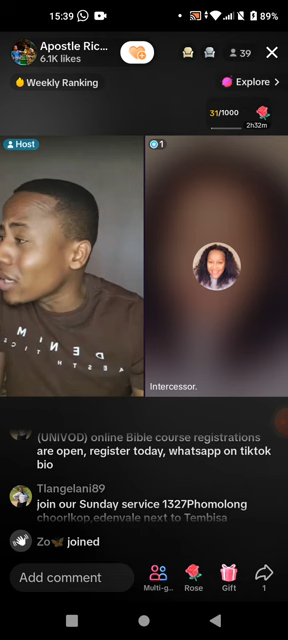 15:39
89%
Apostle Ric...
6.1K likes
39
Weekly Ranking
Explore >
31/1000
2h32m
Host
1
DENIM
AESTHETIC
Intercessor.
(UNIVOD) online Bible course registrations
are open, register today, whatsapp on tiktok
bio
Tlangelani89
join our Sunday service 1327Phomolong
choorlkop,edenvale next to Tembisa
Zo joined
Add comment
Multi-g...
Rose
Gift
1